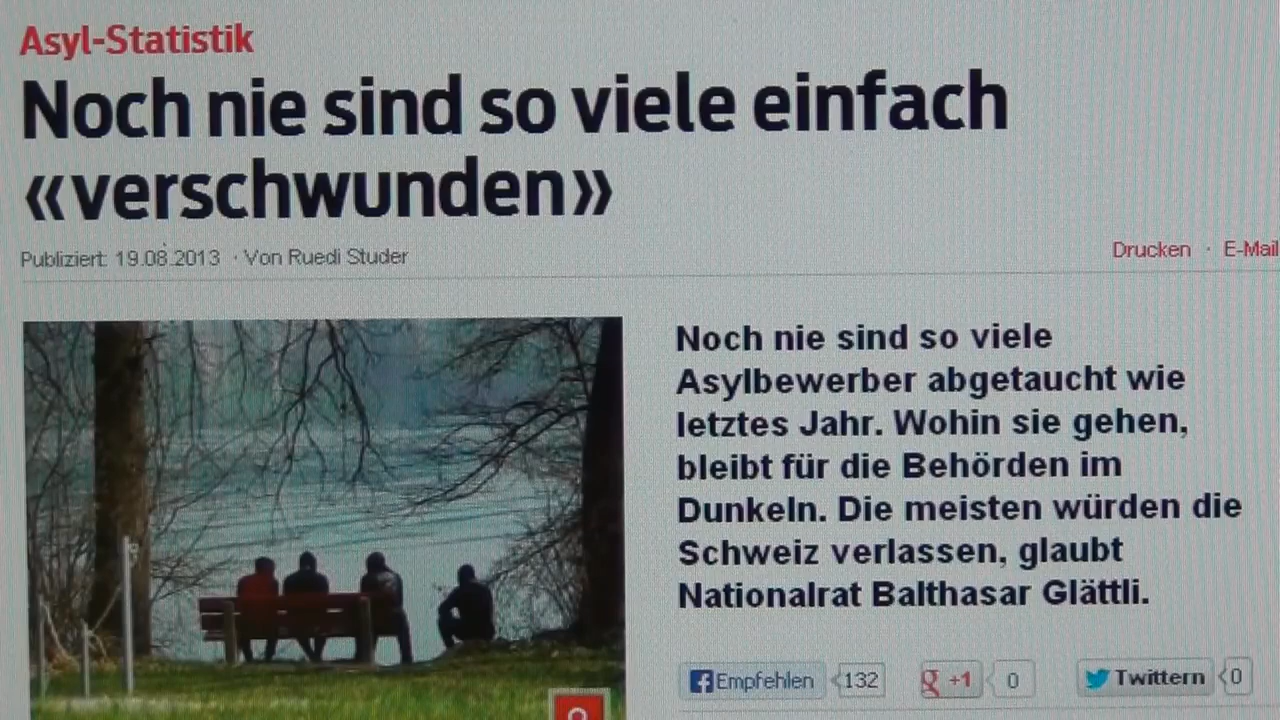 Asyl-Statistik
Noch nie sind so viele einfach
«verschwunden»
Publiziert: 19.08.2013 · Von Ruedi Studer
Drucken · E-Mail
Noch nie sind so viele
Asylbewerber abgetaucht wie
letztes Jahr. Wohin sie gehen,
bleibt für die Behörden im
Dunkeln. Die meisten würden die
Schweiz verlassen, glaubt
Nationalrat Balthasar Glättli.
Empfehlen 132 g +1 0 Twittern 0